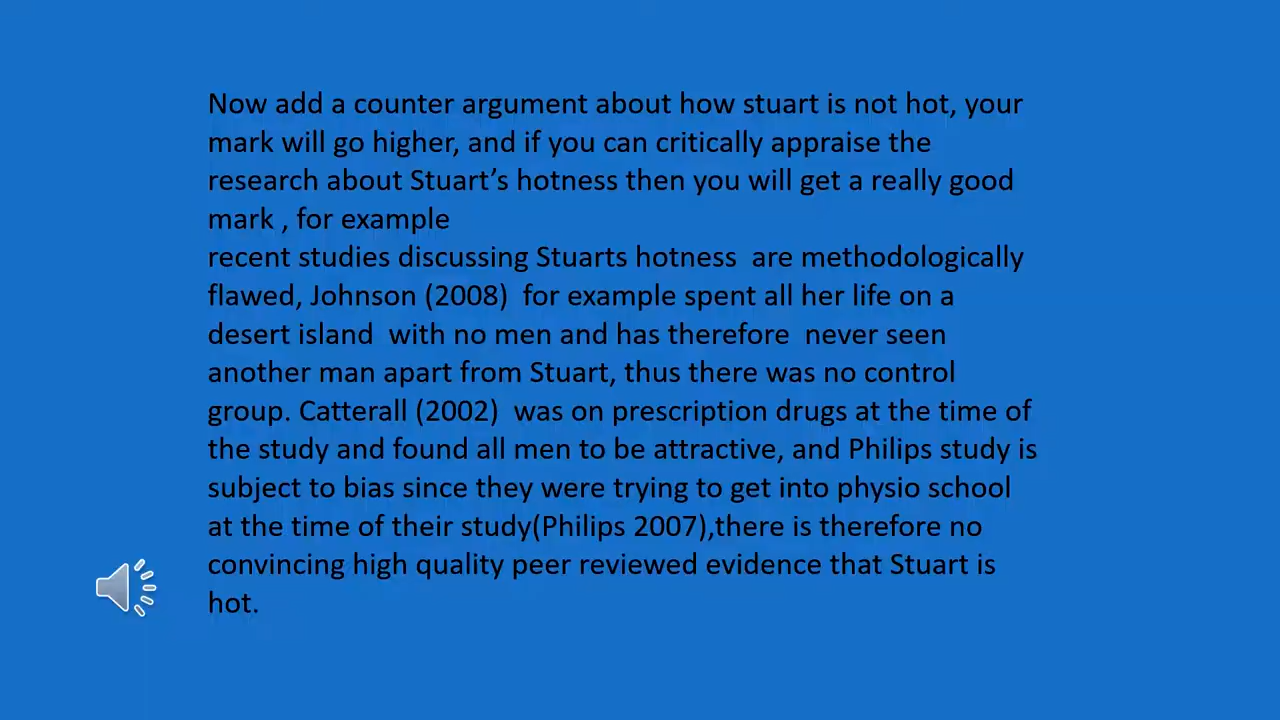 Now add a counter argument about how stuart is not hot, your
mark will go higher, and if you can critically appraise the
research about Stuart’s hotness then you will get a really good
mark , for example
recent studies discussing Stuarts hotness  are methodologically
flawed, Johnson (2008)  for example spent all her life on a
desert island  with no men and has therefore  never seen
another man apart from Stuart, thus there was no control
group. Catterall (2002)  was on prescription drugs at the time of
the study and found all men to be attractive, and Philips study is
subject to bias since they were trying to get into physio school
at the time of their study(Philips 2007),there is therefore no
convincing high quality peer reviewed evidence that Stuart is
hot.